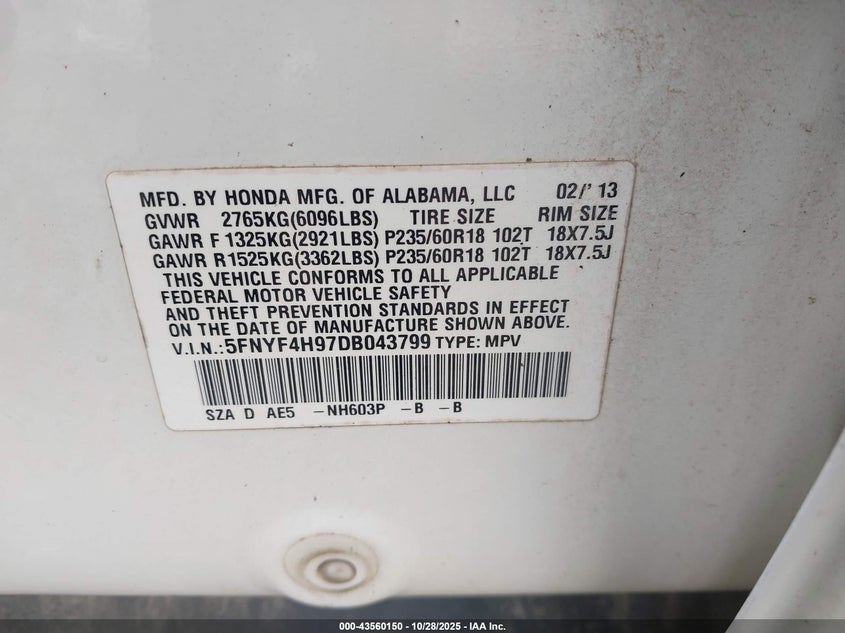 MFD. BY HONDA MFG. OF ALABAMA, LLC 02/'13
GVWR 2765KG(6096LBS) TIRE SIZE RIM SIZE
GAWR F 1325KG(2921LBS) P235/60R18 102T 18X7.5J
GAWR R1525KG(3362LBS) P235/60R18 102T 18X7.5J
THIS VEHICLE CONFORMS TO ALL APPLICABLE
FEDERAL MOTOR VEHICLE SAFETY
AND THEFT PREVENTION STANDARDS IN EFFECT
ON THE DATE OF MANUFACTURE SHOWN ABOVE.
V.I.N.:5FNYF4H97DB043799 TYPE: MPV
SZA D AE5 -NH603P -B -B
000-43560150 - 10/28/2025 - IAA Inc.